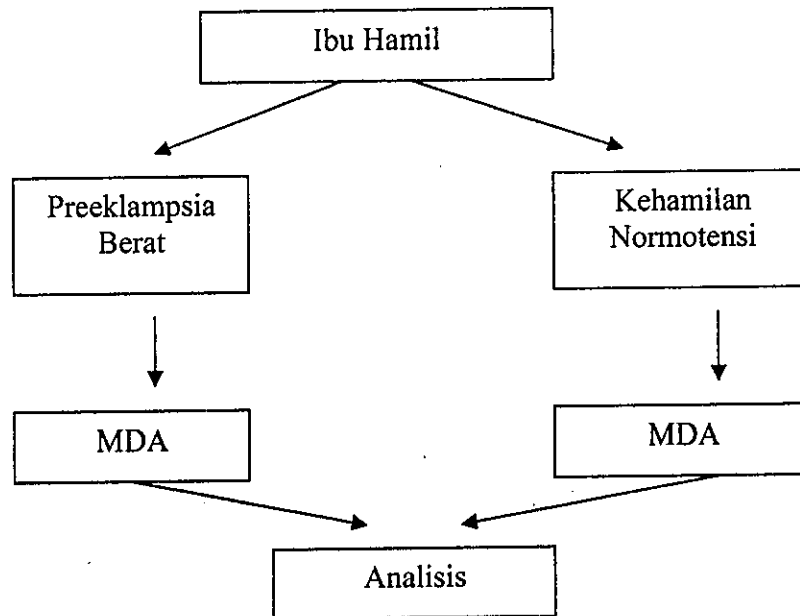 Ibu Hamil
Preeklampsia
Berat
Kehamilan
Normotensi
MDA
MDA
Analisis